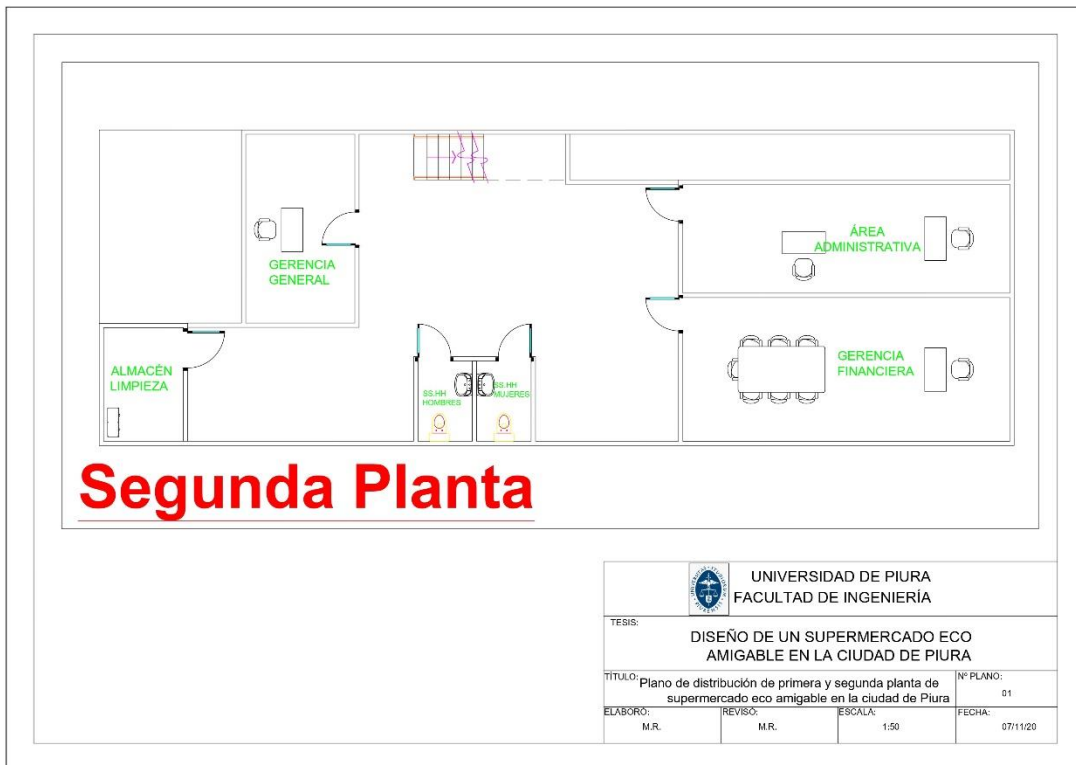 GERENCIA
GENERAL
ÁREA
ADMINISTRATIVA
ALMACÉN
LIMPIEZA
SS.HH
HOMBRES
SS.HH
MUJERES
GERENCIA
FINANCIERA
Segunda Planta
UNIVERSIDAD DE PIURA
FACULTAD DE INGENIERÍA
TESIS:
DISEÑO DE UN SUPERMERCADO ECO
AMIGABLE EN LA CIUDAD DE PIURA
TÍTULO: Plano de distribución de primera y segunda planta de
supermercado eco amigable en la ciudad de Piura
Nº PLANO:
01
ELABORÓ:
M.R.
REVISÓ:
M.R.
ESCALA:
1:50
FECHA:
07/11/20